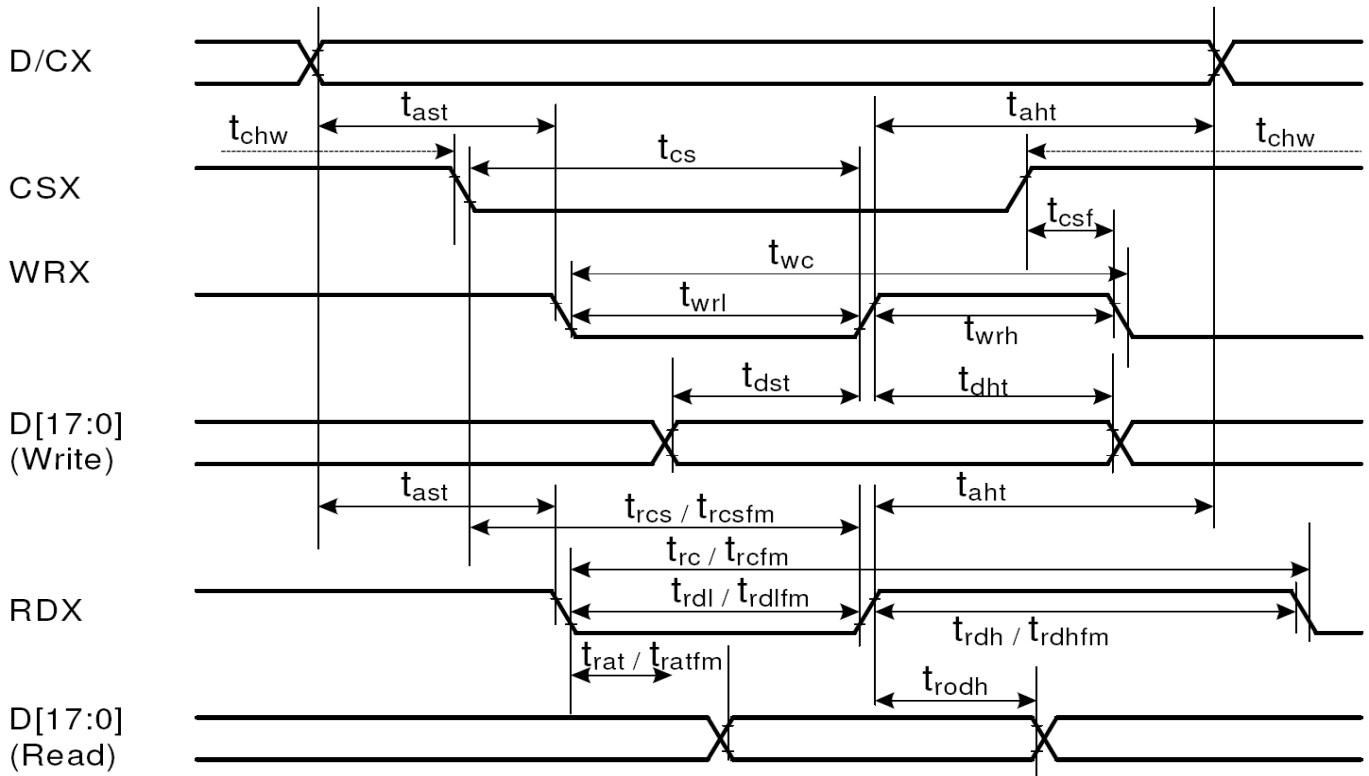 D/CX
tast
taht
tchw
tcs
tchw
CSX
tcsf
WRX
twc
twrl
twrh
tdst
tdht
D[17:0]
(Write)
tast
trcs / trcsfm
taht
trc / trcfm
RDX
trdl / trdlfm
trdh / trdhfm
trat / tratfm
trodh
D[17:0]
(Read)